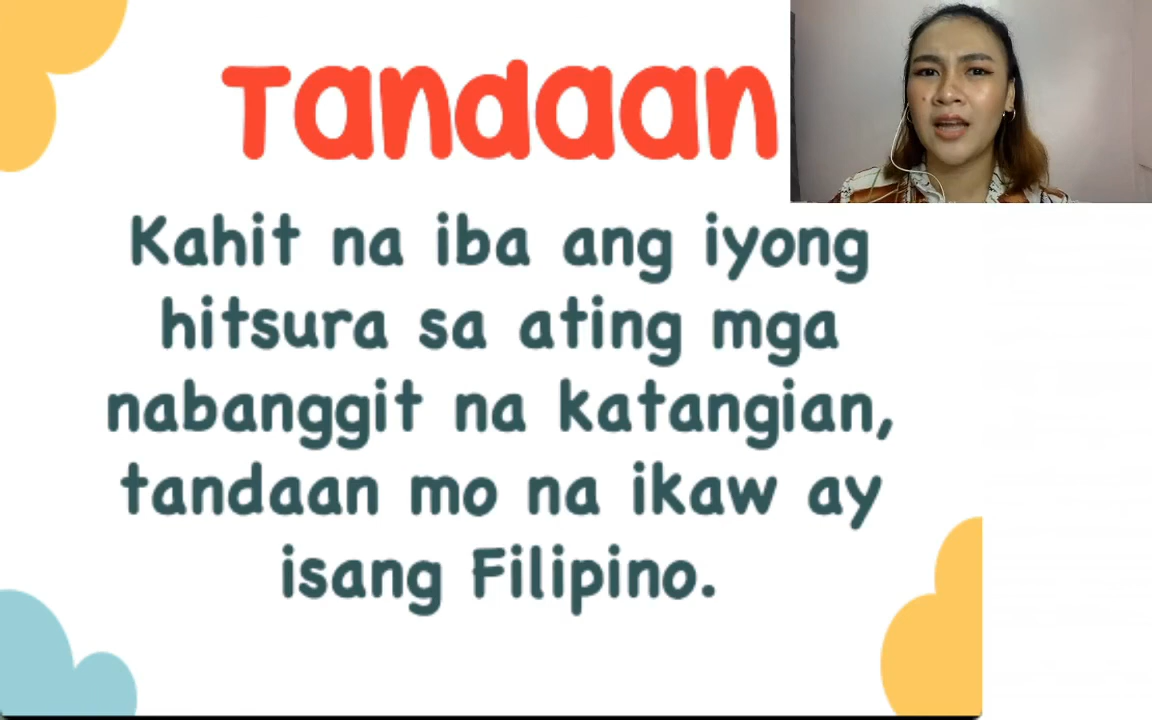 Tandaan
Kahit na iba ang iyong
hitsura sa ating mga
nabanggit na katangian,
tandaan mo na ikaw ay
isang Filipino.